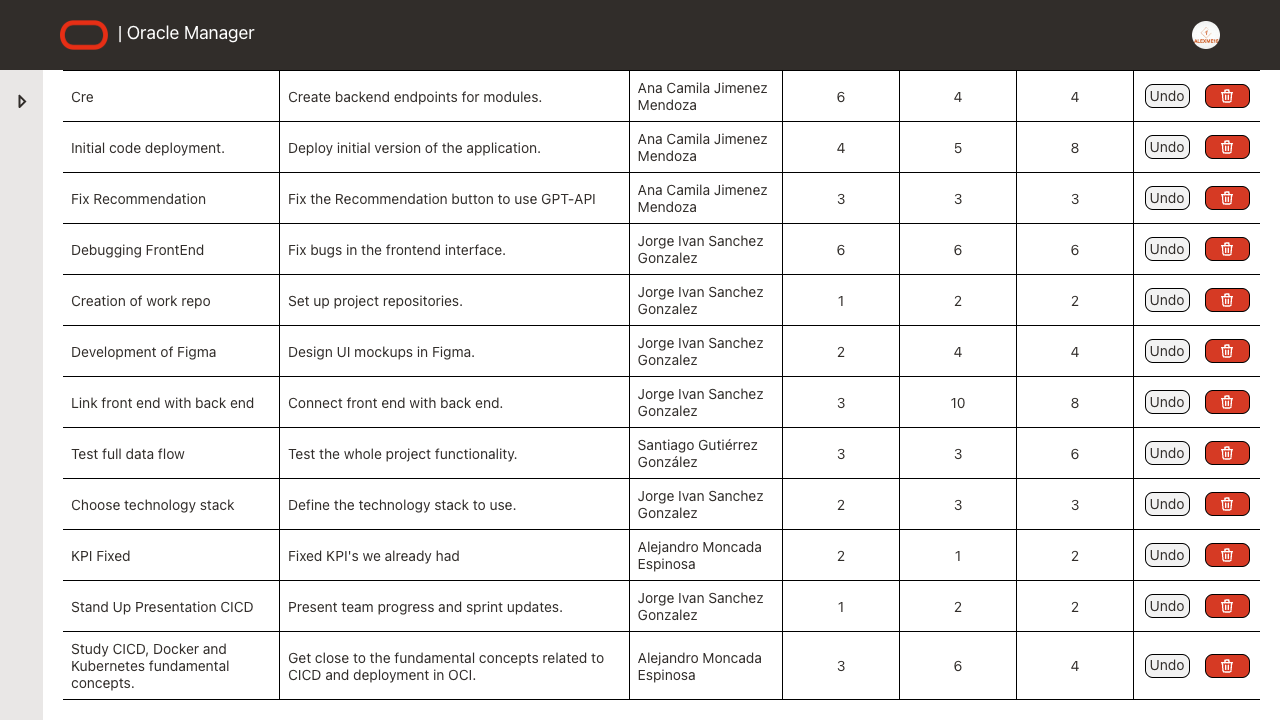 | Oracle Manager
ALEXIMEIS
Cre
Create backend endpoints for modules.
Ana Camila Jimenez
Mendoza
6
4
4
Undo
Initial code deployment.
Deploy initial version of the application.
Ana Camila Jimenez
Mendoza
4
5
8
Undo
Fix Recommendation
Fix the Recommendation button to use GPT-API
Ana Camila Jimenez
Mendoza
3
3
3
Undo
Debugging FrontEnd
Fix bugs in the frontend interface.
Jorge Ivan Sanchez
Gonzalez
6
6
6
Undo
Creation of work repo
Set up project repositories.
Jorge Ivan Sanchez
Gonzalez
1
2
2
Undo
Development of Figma
Design UI mockups in Figma.
Jorge Ivan Sanchez
Gonzalez
2
4
4
Undo
Link front end with back end
Connect front end with back end.
Jorge Ivan Sanchez
Gonzalez
3
10
8
Undo
Test full data flow
Test the whole project functionality.
Santiago Gutiérrez
González
3
3
6
Undo
Choose technology stack
Define the technology stack to use.
Jorge Ivan Sanchez
Gonzalez
2
3
3
Undo
KPI Fixed
Fixed KPI's we already had
Alejandro Moncada
Espinosa
2
1
2
Undo
Stand Up Presentation CICD
Present team progress and sprint updates.
Jorge Ivan Sanchez
Gonzalez
1
2
2
Undo
Study CICD, Docker and
Kubernetes fundamental
concepts.
Get close to the fundamental concepts related to
CICD and deployment in OCI.
Alejandro Moncada
Espinosa
3
6
4
Undo